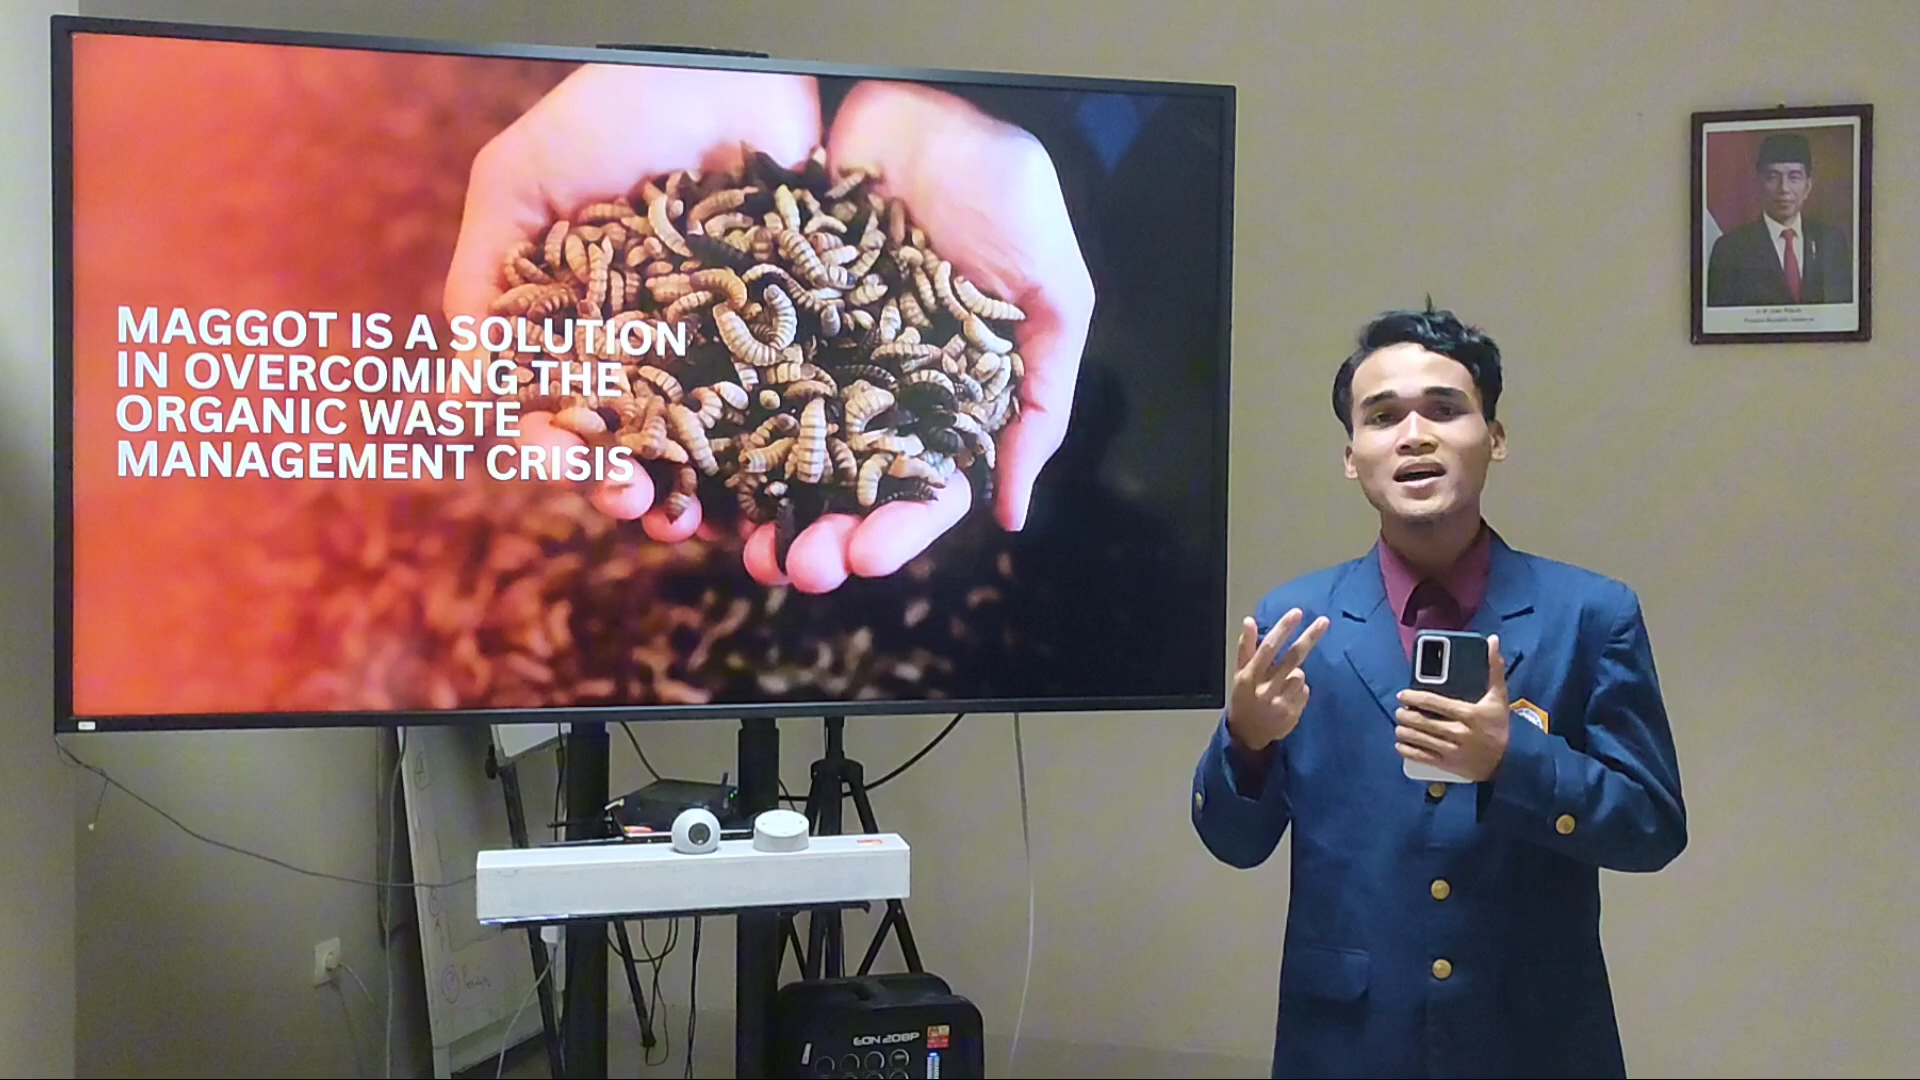 MAGGOT IS A SOLUTION
IN OVERCOMING THE
ORGANIC WASTE
MANAGEMENT CRISIS
EON 208P